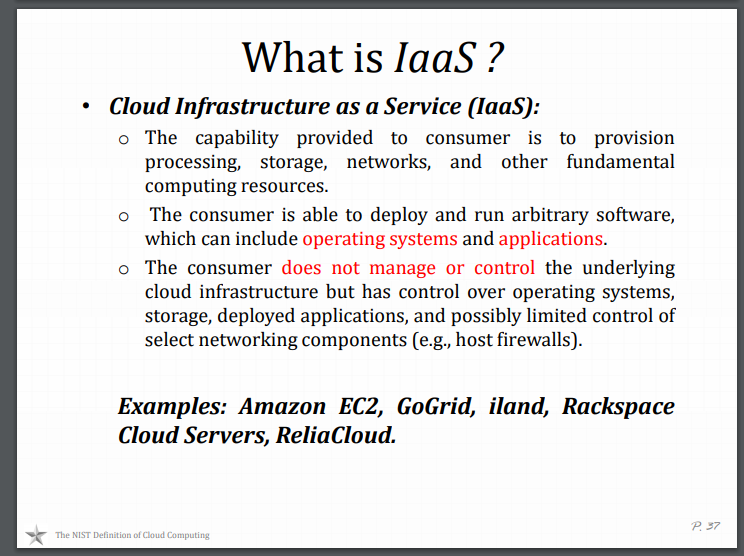 What is IaaS ?
• Cloud Infrastructure as a Service (IaaS):
o The capability provided to consumer is to provision
processing, storage, networks, and other fundamental
computing resources.
o The consumer is able to deploy and run arbitrary software,
which can include operating systems and applications.
o The consumer does not manage or control the underlying
cloud infrastructure but has control over operating systems,
storage, deployed applications, and possibly limited control of
select networking components (e.g., host firewalls).
Examples: Amazon EC2, GoGrid, iland, Rackspace
Cloud Servers, ReliaCloud.
The NIST Definition of Cloud Computing
P. 37